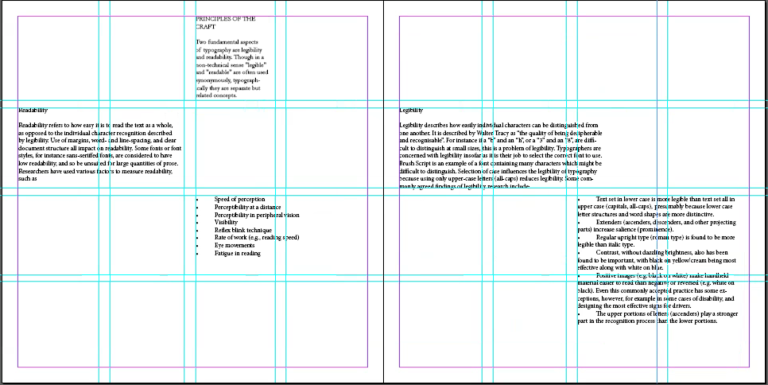 PRINCIPLES OF THE
CRAFT
Two fundamental aspects
of typography are legibility
and readability. Though in a
non-technical sense "legible"
and "readable" are often used
synonymously, typograph-
ically they are separate but
related concepts.
Readability
Readability refers to how easy it is to read the text as a whole,
as opposed to the individual character recognition described
by legibility. Use of margins, word- and line-spacing, and clear
document structure all impact on readability. Some fonts or font
styles, for instance sans-serifed fonts, are considered to have
low readability, and so be unsuited for large quantities of prose.
Researchers have used various factors to measure readability,
such as
• Speed of perception
• Perceptibility at a distance
• Perceptibility in peripheral vision
• Visibility
• Reflex blink technique
• Rate of work (e.g., reading speed)
• Eye movements
• Fatigue in reading
Legibility
Legibility describes how easily individual characters can be distinguished from
one another. It is described by Walter Tracy as "the quality of being decipherable
and recognisable". For instance if a "b" and an "h", or a "3" and an "8", are diffi-
cult to distinguish at small sizes, this is a problem of legibility. Typographers are
concerned with legibility insofar as it is their job to select the correct font to use.
Brush Script is an example of a font containing many characters which might be
difficult to distinguish. Selection of case influences the legibility of typography
because using only upper-case letters (all-caps) reduces legibility. Some com-
monly agreed findings of legibility research include:
• Text set in lower case is more legible than text set all in
upper case (capitals, all-caps), presumably because lower case
letter structures and word shapes are more distinctive.
• Extenders (ascenders, descenders, and other projecting
parts) increase salience (prominence).
• Regular upright type (roman type) is found to be more
legible than italic type.
• Contrast, without dazzling brightness, also has been
found to be important, with black on yellow/cream being most
effective along with white on blue.
• Positive images (e.g. black on white) make handheld
material easier to read than negative or reversed (e.g. white on
black). Even this commonly accepted practice has some ex-
ceptions, however, for example in some cases of disability, and
designing the most effective signs for drivers.
• The upper portions of letters (ascenders) play a stronger
part in the recognition process than the lower portions.